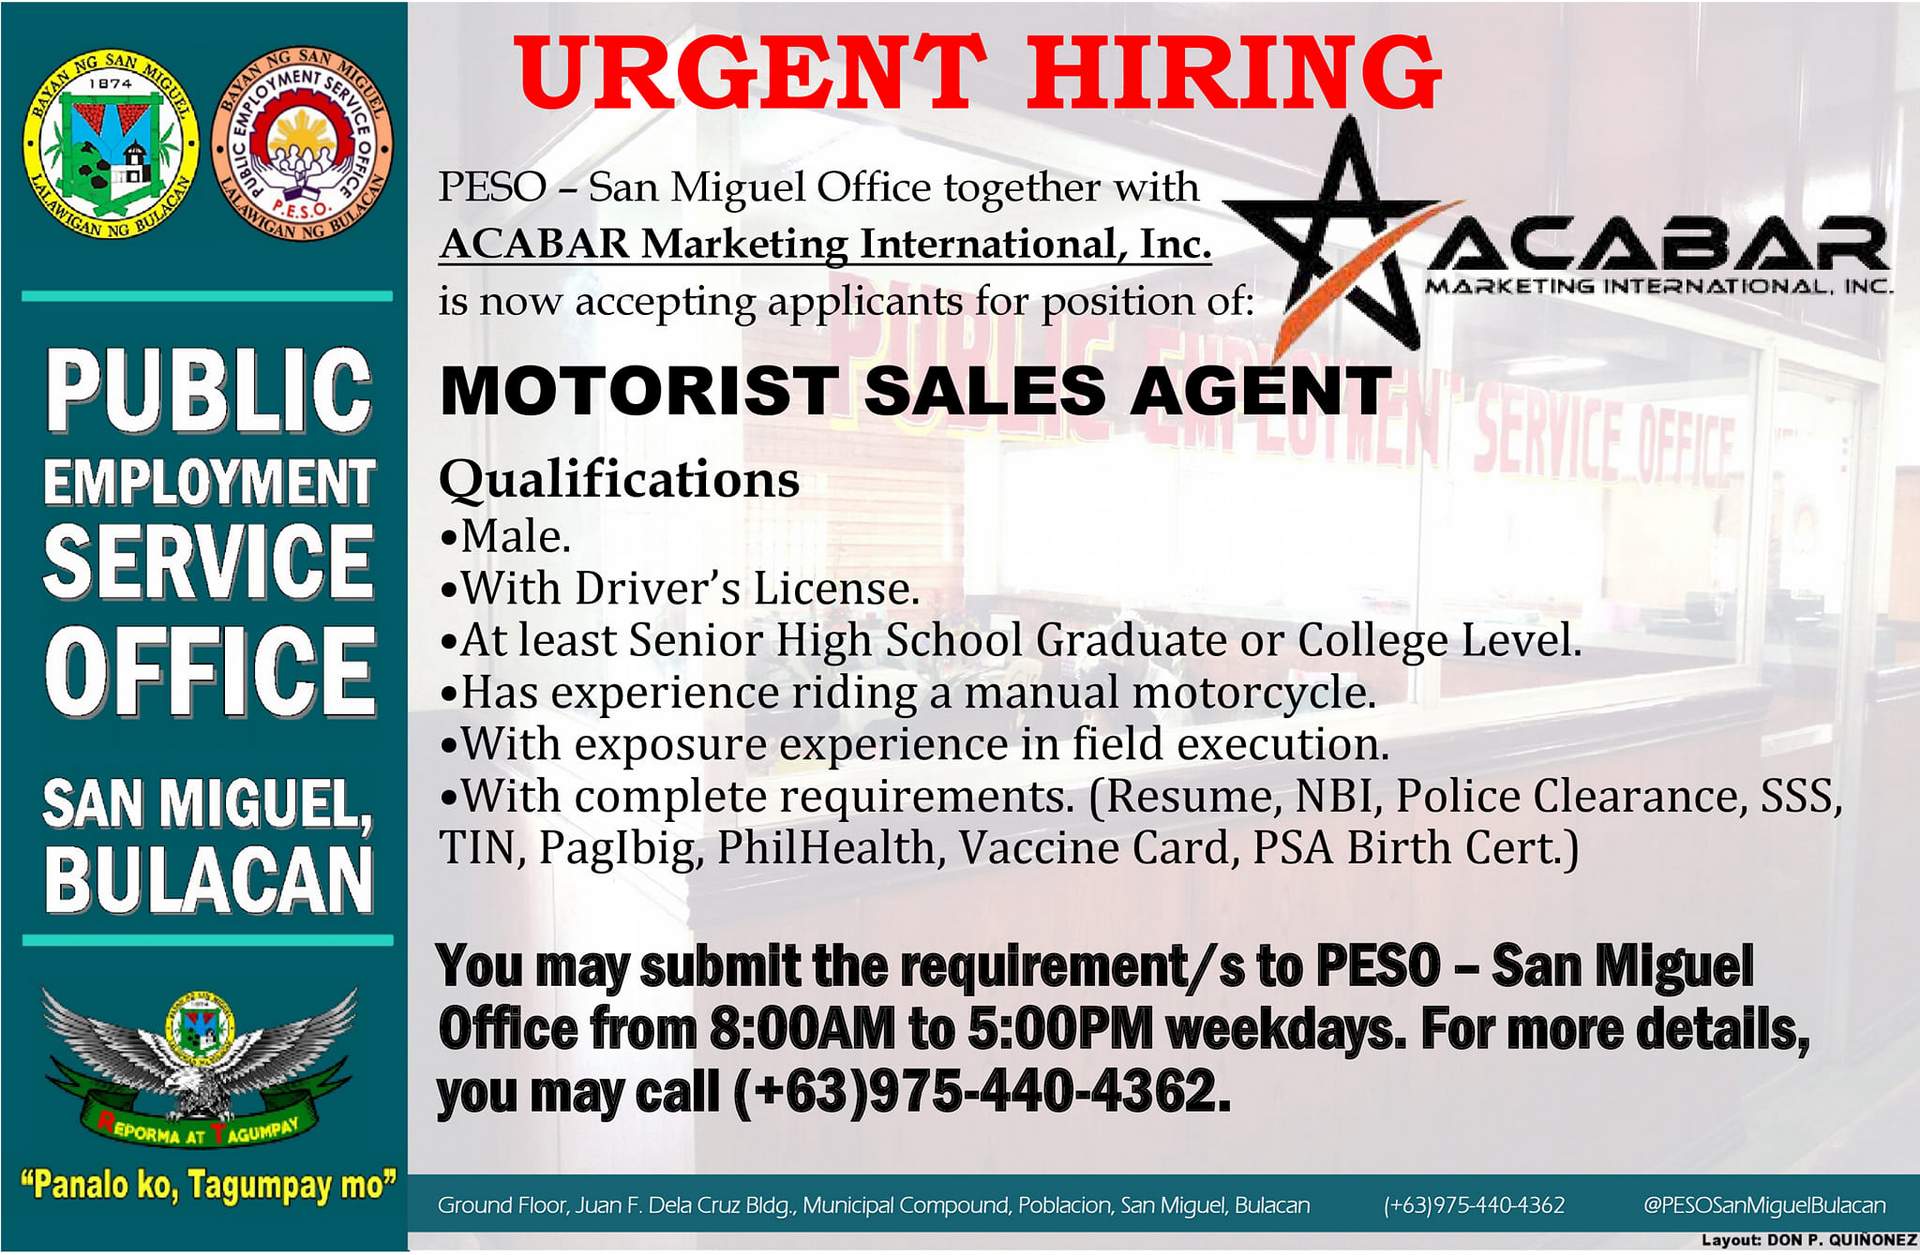 BAYAN NG SAN MIGUEL
1874
LALAWIGAN NG BULACAN
BAYAN NG SAN MIGUEL
PUBLIC EMPLOYMENT SERVICE OFFICE
P.E.S.O.
LALAWIGAN NG BULACAN
PUBLIC
EMPLOYMENT
SERVICE
OFFICE
SAN MIGUEL,
BULACAN
REPORMA AT TAGUMPAY
“Panalo ko, Tagumpay mo”
URGENT HIRING
PESO – San Miguel Office together with
ACABAR Marketing International, Inc.
is now accepting applicants for position of:
ACABAR
MARKETING INTERNATIONAL, INC.
PUBLIC EMPLOYMENT SERVICE OFFICE
MOTORIST SALES AGENT
Qualifications
•Male.
•With Driver’s License.
•At least Senior High School Graduate or College Level.
•Has experience riding a manual motorcycle.
•With exposure experience in field execution.
•With complete requirements. (Resume, NBI, Police Clearance, SSS,
TIN, PagIbig, PhilHealth, Vaccine Card, PSA Birth Cert.)
You may submit the requirement/s to PESO – San Miguel
Office from 8:00AM to 5:00PM weekdays. For more details,
you may call (+63)975-440-4362.
Ground Floor, Juan F. Dela Cruz Bldg., Municipal Compound, Poblacion, San Miguel, Bulacan (+63)975-440-4362 @PESOSanMiguelBulacan
Layout: DON P. QUIÑONEZ